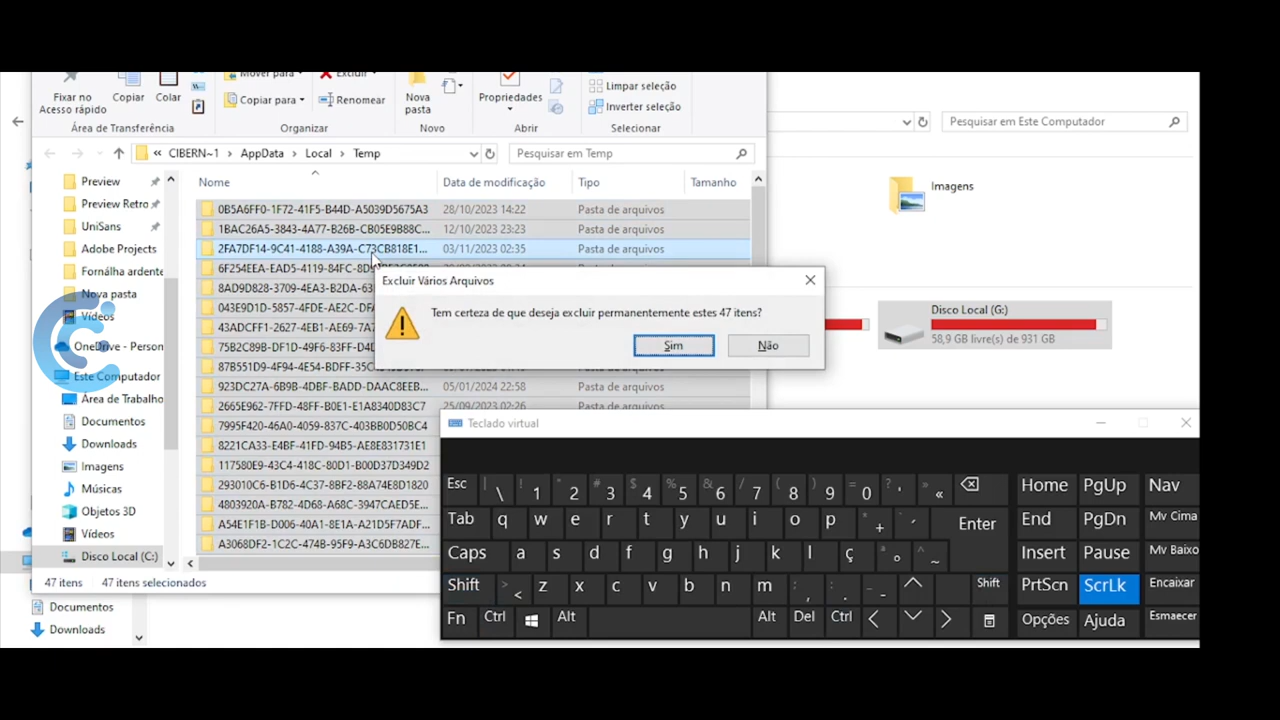 Mover para
Excluir
Fixar no
Acesso rápido
Copiar
Colar
Copiar para
Renomear
Nova
pasta
Propriedades
Limpar seleção
Inverter seleção
Área de Transferência
Organizar
Novo
Abrir
Selecionar
Pesquisar em Este Computador
« CIBERN~1 > AppData > Local > Temp
Pesquisar em Temp
Preview
Preview Retro
UniSans
Adobe Projects
Fornálha ardente
Nova pasta
Vídeos
OneDrive - Person
Este Computador
Área de Trabalho
Documentos
Downloads
Imagens
Músicas
Objetos 3D
Vídeos
Disco Local (C:)
Nome Data de modificação Tipo Tamanho
0B5A6FF0-1F72-41F5-B44D-A5039D5675A3 28/10/2023 14:22 Pasta de arquivos
1BAC26A5-3843-4A77-B26B-CB05E9B88C... 12/10/2023 23:23 Pasta de arquivos
2FA7DF14-9C41-4188-A39A-C73CB818E1... 03/11/2023 02:35 Pasta de arquivos
6F254EEA-EAD5-4119-84FC-8D
8AD9D828-3709-4EA3-B2DA-63
043E9D1D-5857-4FDE-AE2C-DF
43ADCFF1-2627-4EB1-AE69-7A
75B2C89B-DF1D-49F6-83FF-D4
87B551D9-4F94-4E54-BDFF-35
923DC27A-6B9B-4DBF-BADD-DAAC8EEB... 05/01/2024 22:58 Pasta de arquivos
2665E962-7FFD-48FF-B0E1-E1A8340D83C7 25/09/2023 02:26 Pasta de arquivos
7995F420-46A0-4059-837C-403BB0D50BC4
8221CA33-E4BF-41FD-94B5-AE8E831731E1
117580E9-43C4-418C-80D1-B00D37D349D2
293010C6-B1D6-4C37-8BF2-88A74E8D1820
4803920A-B782-4D68-A68C-3947CAED5E...
A54E1F1B-D006-40A1-8E1A-A21D5F7ADF...
A3068DF2-1C2C-474B-95F9-A3C6DB827E...
47 itens 47 itens selecionados
Documentos
Downloads
Excluir Vários Arquivos
Tem certeza de que deseja excluir permanentemente estes 47 itens?
Sim Não
Imagens
Disco Local (G:)
58,9 GB livre(s) de 931 GB
Teclado virtual
Esc | \ ! 1 " 2 # 3 $ 4 % 5 & 6 / 7 ( 8 ) 9 = 0 ? ' » « Home PgUp Nav
Tab q w e r t y u i o p * + ` ´ Enter End PgDn Mv Cima
Caps a s d f g h j k l ç ª º ^ ~ Insert Pause Mv Baixo
Shift > < z x c v b n m ; , : . _ - Shift PrtScn ScrLk Encaixar
Fn Ctrl Alt Alt Del Ctrl Opções Ajuda Esmaecer